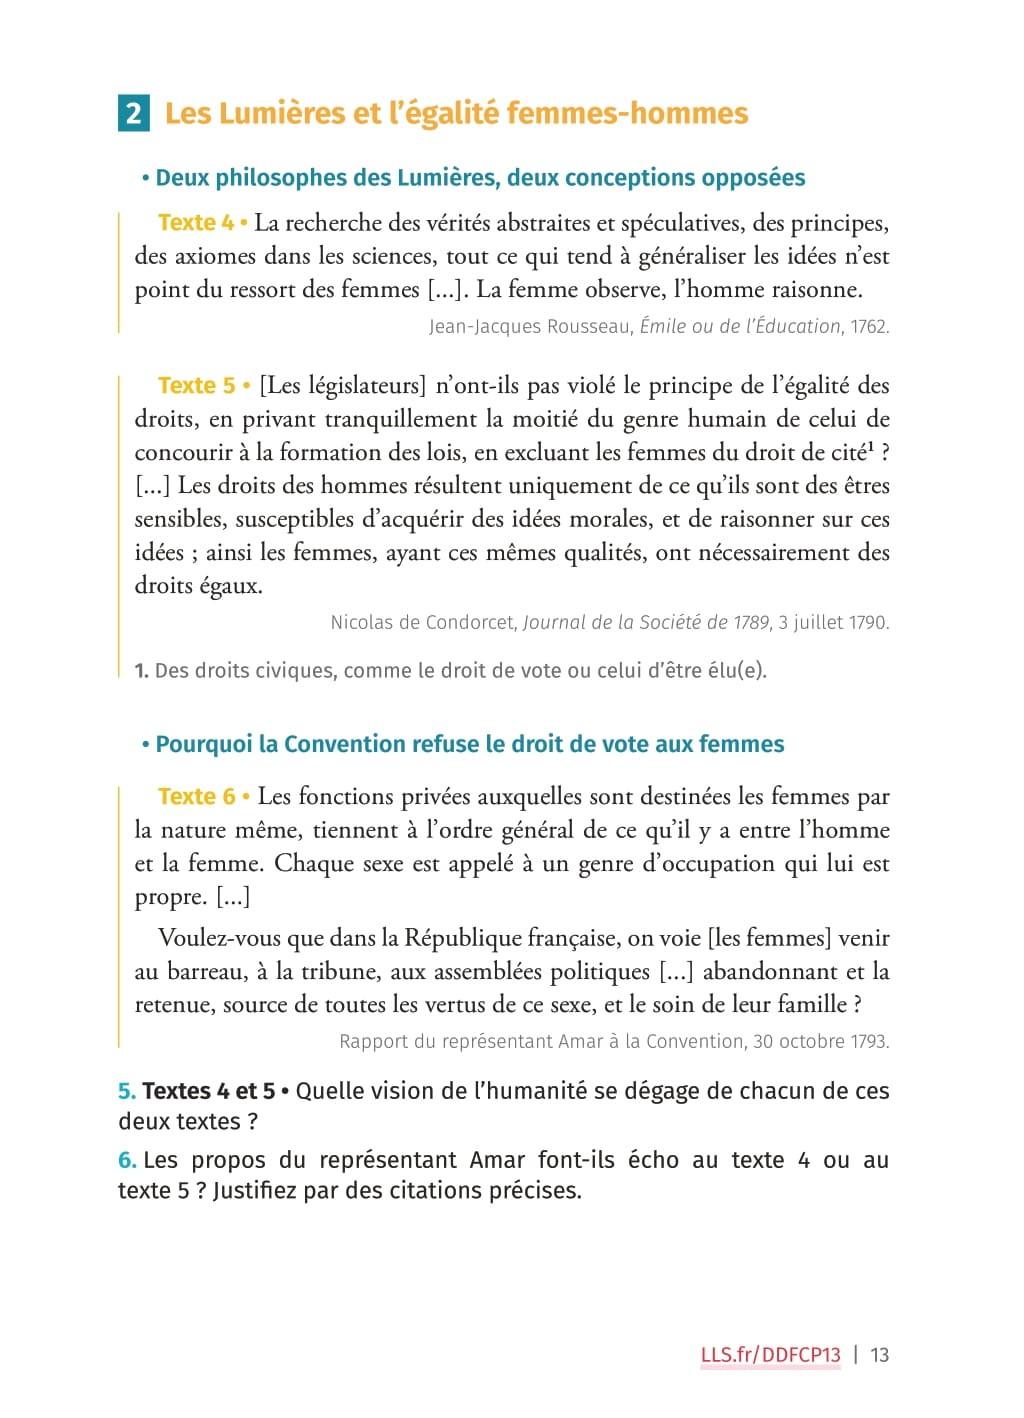 2 Les Lumières et l’égalité femmes-hommes
• Deux philosophes des Lumières, deux conceptions opposées
Texte 4 • La recherche des vérités abstraites et spéculatives, des principes,
des axiomes dans les sciences, tout ce qui tend à généraliser les idées n’est
point du ressort des femmes [...]. La femme observe, l’homme raisonne.
Jean-Jacques Rousseau, Émile ou de l’Éducation, 1762.
Texte 5 • [Les législateurs] n’ont-ils pas violé le principe de l’égalité des
droits, en privant tranquillement la moitié du genre humain de celui de
concourir à la formation des lois, en excluant les femmes du droit de cité¹ ?
[...] Les droits des hommes résultent uniquement de ce qu’ils sont des êtres
sensibles, susceptibles d’acquérir des idées morales, et de raisonner sur ces
idées ; ainsi les femmes, ayant ces mêmes qualités, ont nécessairement des
droits égaux.
Nicolas de Condorcet, Journal de la Société de 1789, 3 juillet 1790.
1. Des droits civiques, comme le droit de vote ou celui d’être élu(e).
• Pourquoi la Convention refuse le droit de vote aux femmes
Texte 6 • Les fonctions privées auxquelles sont destinées les femmes par
la nature même, tiennent à l’ordre général de ce qu’il y a entre l’homme
et la femme. Chaque sexe est appelé à un genre d’occupation qui lui est
propre. [...]
Voulez-vous que dans la République française, on voie [les femmes] venir
au barreau, à la tribune, aux assemblées politiques [...] abandonnant et la
retenue, source de toutes les vertus de ce sexe, et le soin de leur famille ?
Rapport du représentant Amar à la Convention, 30 octobre 1793.
5. Textes 4 et 5 • Quelle vision de l’humanité se dégage de chacun de ces
deux textes ?
6. Les propos du représentant Amar font-ils écho au texte 4 ou au
texte 5 ? Justifiez par des citations précises.
LLS.fr/DDFCP13 | 13